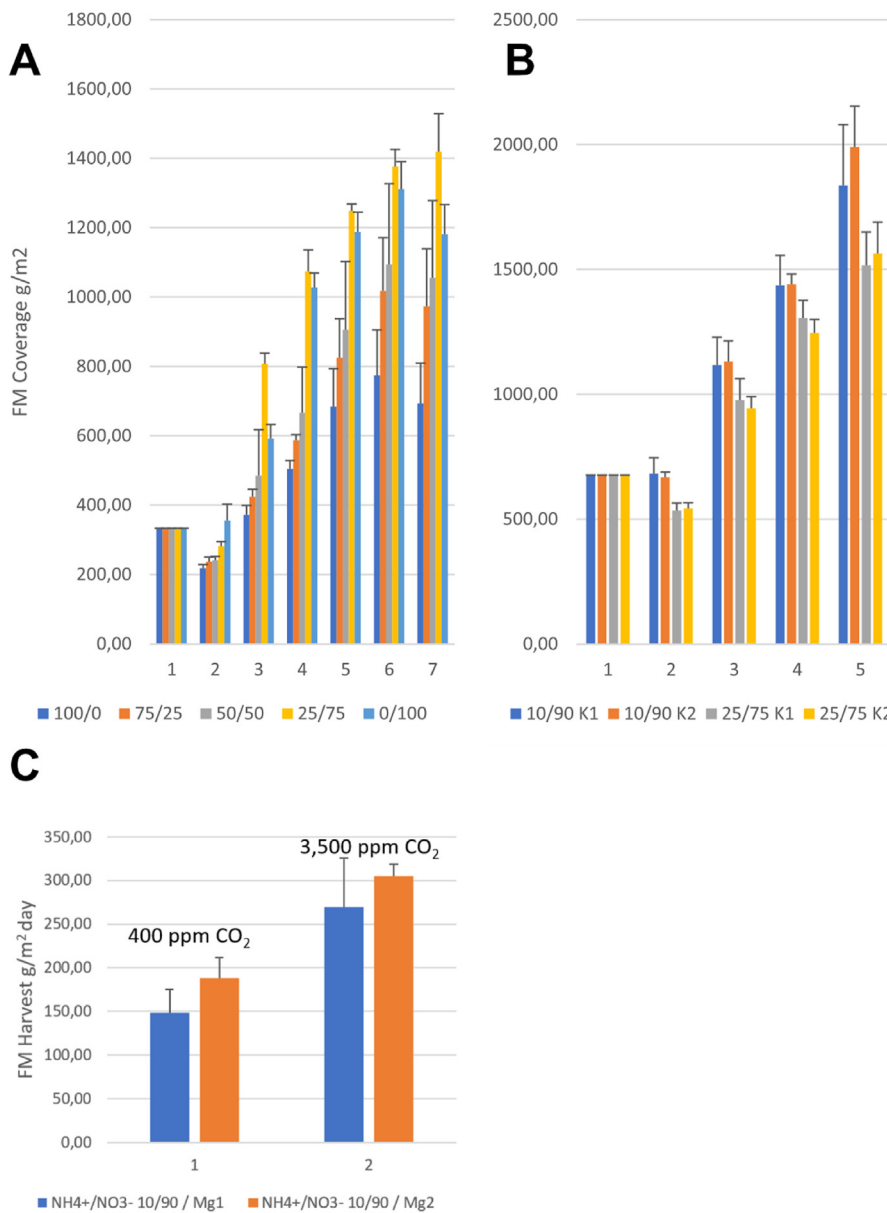 A
FM Coverage g/m2
1800,00
1600,00
1400,00
1200,00
1000,00
800,00
600,00
400,00
200,00
0,00
1 2 3 4 5 6 7
100/0 75/25 50/50 25/75 0/100
B
2500,00
2000,00
1500,00
1000,00
500,00
0,00
1 2 3 4 5
10/90 K1 10/90 K2 25/75 K1 25/75 K2
C
FM Harvest g/m² day
350,00
300,00
250,00
200,00
150,00
100,00
50,00
0,00
400 ppm CO₂
3,500 ppm CO₂
1 2
NH4+/NO3- 10/90 / Mg1 NH4+/NO3- 10/90 / Mg2